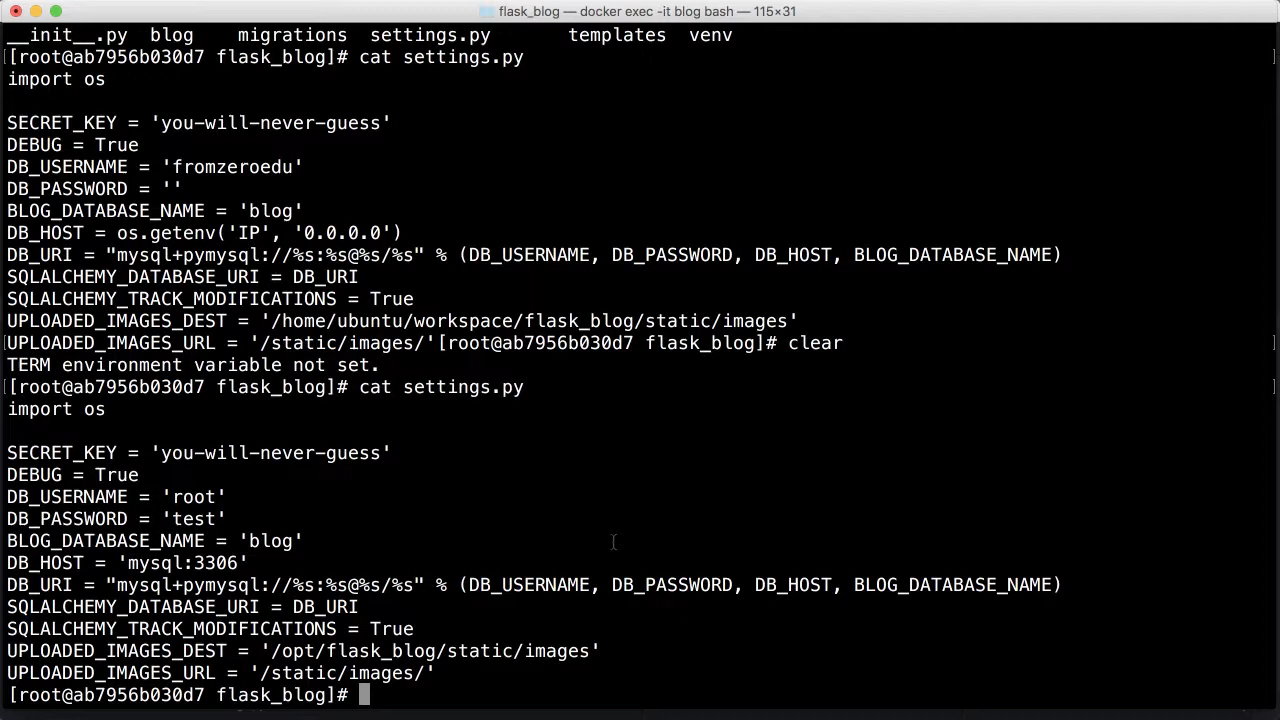 flask_blog — docker exec -it blog bash — 115×31
__init__.py  blog    migrations  settings.py       templates  venv
[root@ab7956b030d7 flask_blog]# cat settings.py
import os

SECRET_KEY = 'you-will-never-guess'
DEBUG = True
DB_USERNAME = 'fromzeroedu'
DB_PASSWORD = ''
BLOG_DATABASE_NAME = 'blog'
DB_HOST = os.getenv('IP', '0.0.0.0')
DB_URI = "mysql+pymysql://%s:%s@%s/%s" % (DB_USERNAME, DB_PASSWORD, DB_HOST, BLOG_DATABASE_NAME)
SQLALCHEMY_DATABASE_URI = DB_URI
SQLALCHEMY_TRACK_MODIFICATIONS = True
UPLOADED_IMAGES_DEST = '/home/ubuntu/workspace/flask_blog/static/images'
UPLOADED_IMAGES_URL = '/static/images/'[root@ab7956b030d7 flask_blog]# clear
TERM environment variable not set.
[root@ab7956b030d7 flask_blog]# cat settings.py
import os

SECRET_KEY = 'you-will-never-guess'
DEBUG = True
DB_USERNAME = 'root'
DB_PASSWORD = 'test'
BLOG_DATABASE_NAME = 'blog'
DB_HOST = 'mysql:3306'
DB_URI = "mysql+pymysql://%s:%s@%s/%s" % (DB_USERNAME, DB_PASSWORD, DB_HOST, BLOG_DATABASE_NAME)
SQLALCHEMY_DATABASE_URI = DB_URI
SQLALCHEMY_TRACK_MODIFICATIONS = True
UPLOADED_IMAGES_DEST = '/opt/flask_blog/static/images'
UPLOADED_IMAGES_URL = '/static/images/'
[root@ab7956b030d7 flask_blog]#